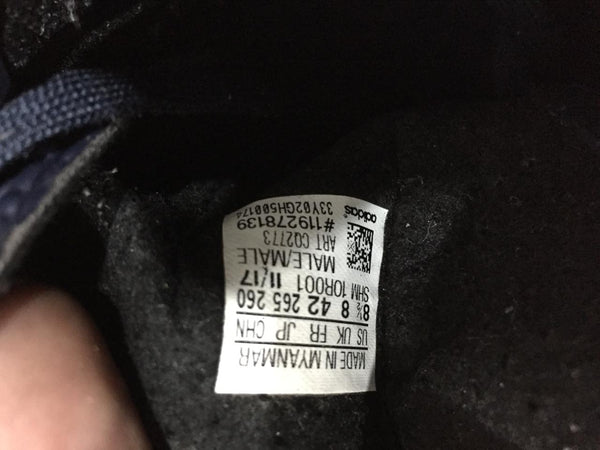 MADE IN MYANMAR
US UK FR JP CHN
8½ 8 42 265 260
SHM 10R001 11/17
MALE/MALE
ART CQ2773
#119278139
33Y02GH500174
adidas